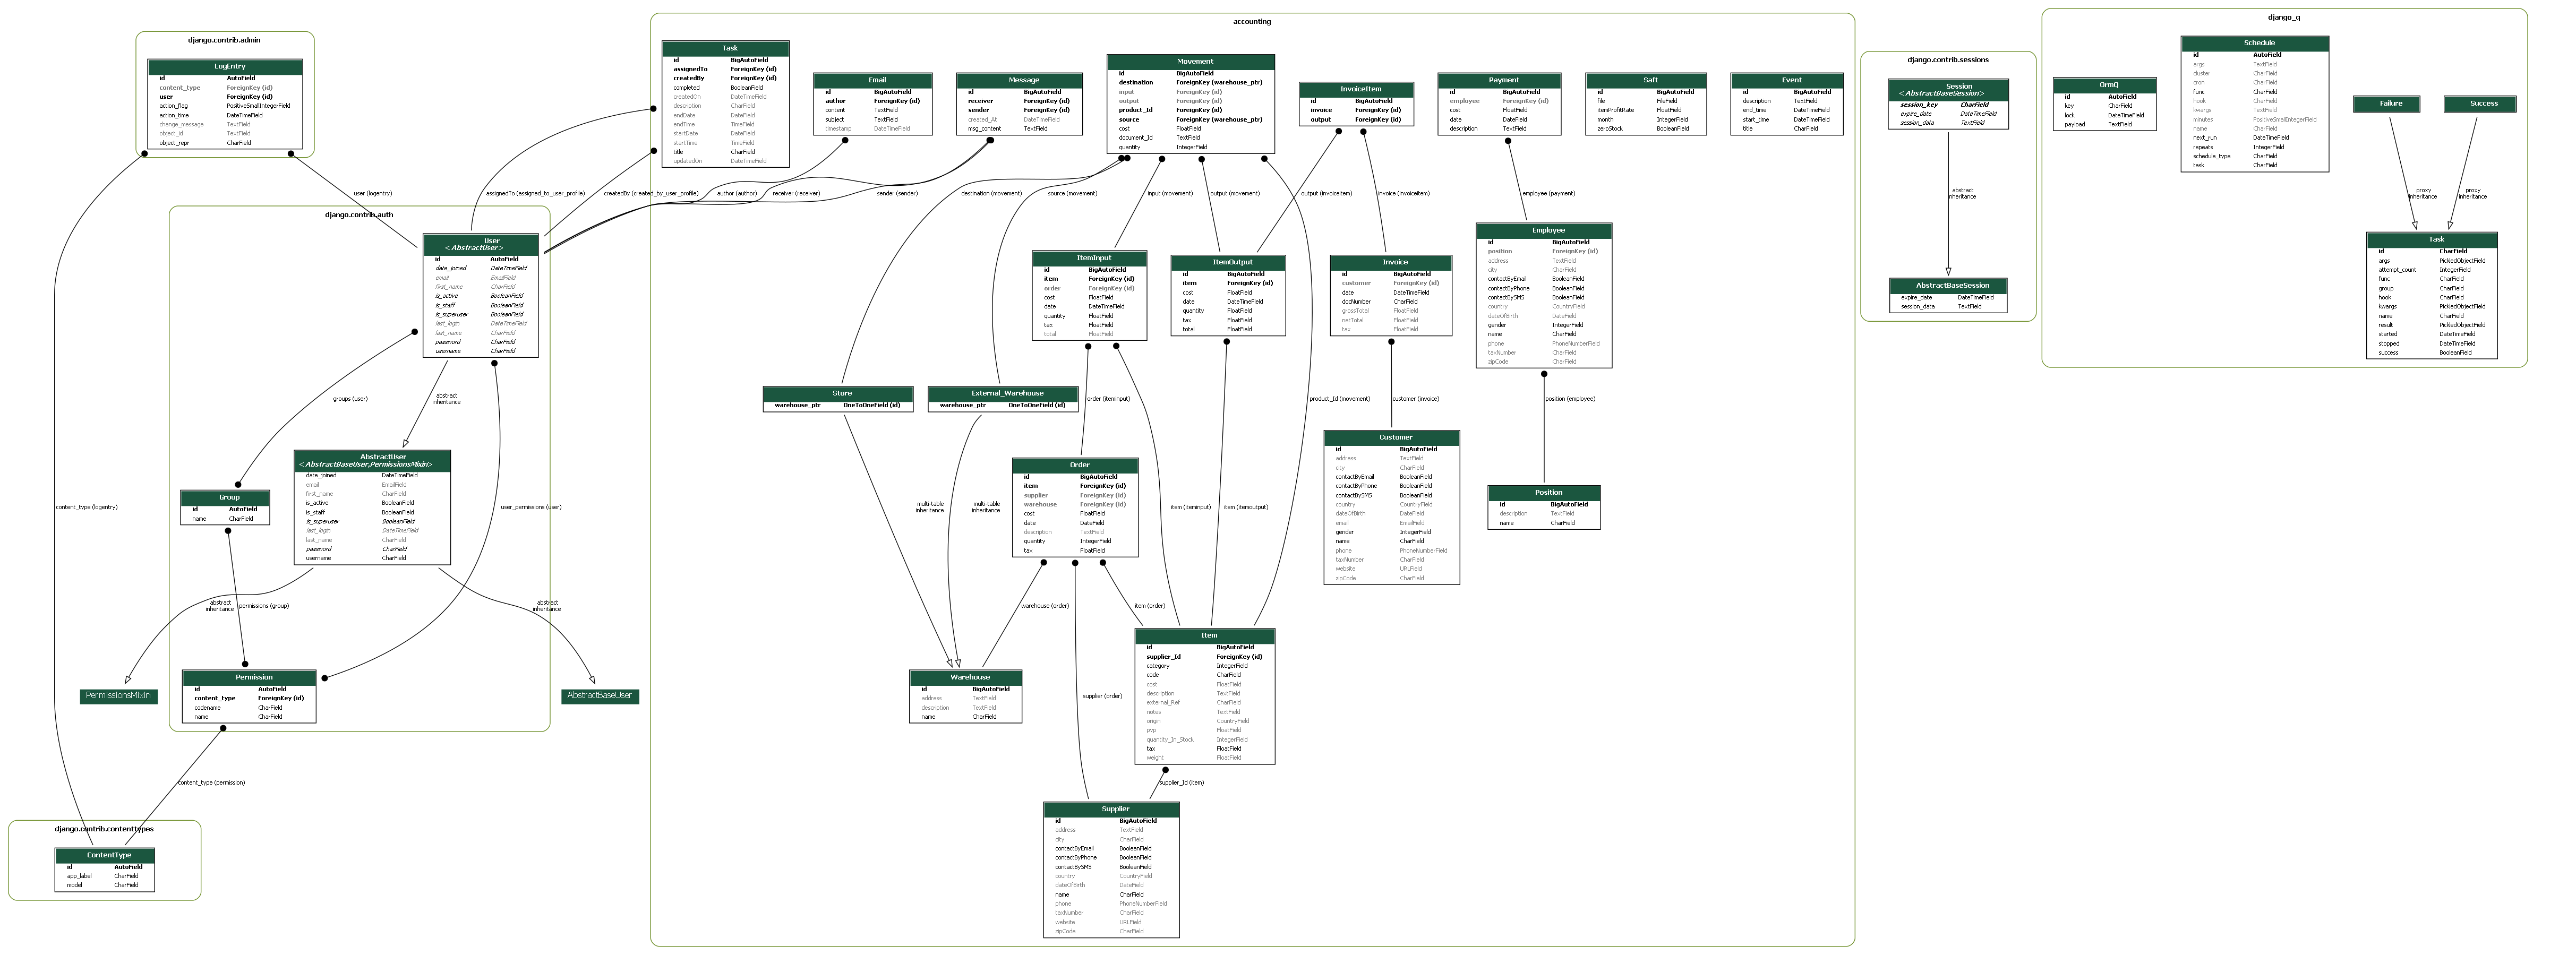 django.contrib.admin
LogEntry
id AutoField
content_type ForeignKey (id)
user ForeignKey (id)
action_flag PositiveSmallIntegerField
action_time DateTimeField
change_message TextField
object_id TextField
object_repr CharField
user (logentry)
content_type (logentry)
django.contrib.auth
User
<AbstractUser>
id AutoField
date_joined DateTimeField
email EmailField
first_name CharField
is_active BooleanField
is_staff BooleanField
is_superuser BooleanField
last_login DateTimeField
last_name CharField
password CharField
username CharField
groups (user)
abstract
inheritance
user_permissions (user)
AbstractUser
<AbstractBaseUser,PermissionsMixin>
date_joined DateTimeField
email EmailField
first_name CharField
is_active BooleanField
is_staff BooleanField
is_superuser BooleanField
last_login DateTimeField
last_name CharField
password CharField
username CharField
Group
id AutoField
name CharField
abstract
inheritance
permissions (group)
abstract
inheritance
Permission
id AutoField
content_type ForeignKey (id)
codename CharField
name CharField
PermissionsMixin
AbstractBaseUser
content_type (permission)
django.contrib.contenttypes
ContentType
id AutoField
app_label CharField
model CharField
accounting
Task
id BigAutoField
assignedTo ForeignKey (id)
createdBy ForeignKey (id)
completed BooleanField
createdOn DateTimeField
description CharField
endDate DateField
endTime TimeField
startDate DateField
startTime TimeField
title CharField
updatedOn DateTimeField
Email
id BigAutoField
author ForeignKey (id)
content TextField
subject TextField
timestamp DateTimeField
Message
id BigAutoField
receiver ForeignKey (id)
sender ForeignKey (id)
created_At DateTimeField
msg_content TextField
Movement
id BigAutoField
destination ForeignKey (warehouse_ptr)
input ForeignKey (id)
output ForeignKey (id)
product_Id ForeignKey (id)
source ForeignKey (warehouse_ptr)
cost FloatField
document_Id TextField
quantity IntegerField
InvoiceItem
id BigAutoField
invoice ForeignKey (id)
output ForeignKey (id)
Payment
id BigAutoField
employee ForeignKey (id)
cost FloatField
date DateField
description TextField
Saft
id BigAutoField
file FileField
itemProfitRate FloatField
month IntegerField
zeroStock BooleanField
Event
id BigAutoField
description TextField
end_time DateTimeField
start_time DateTimeField
title CharField
assignedTo (assigned_to_user_profile)
createdBy (created_by_user_profile)
author (author)
receiver (receiver)
sender (sender)
destination (movement)
source (movement)
input (movement)
output (movement)
output (invoiceitem)
invoice (invoiceitem)
employee (payment)
ItemInput
id BigAutoField
item ForeignKey (id)
order ForeignKey (id)
cost FloatField
date DateTimeField
quantity FloatField
tax FloatField
total FloatField
ItemOutput
id BigAutoField
item ForeignKey (id)
cost FloatField
date DateTimeField
quantity FloatField
tax FloatField
total FloatField
Invoice
id BigAutoField
customer ForeignKey (id)
date DateTimeField
docNumber CharField
grossTotal FloatField
netTotal FloatField
tax FloatField
Employee
id BigAutoField
position ForeignKey (id)
address TextField
city CharField
contactByEmail BooleanField
contactByPhone BooleanField
contactBySMS BooleanField
country CountryField
dateOfBirth DateField
gender IntegerField
name CharField
phone PhoneNumberField
taxNumber CharField
zipCode CharField
Store
warehouse_ptr OneToOneField (id)
External_Warehouse
warehouse_ptr OneToOneField (id)
order (iteminput)
product_Id (movement)
customer (invoice)
position (employee)
Customer
id BigAutoField
address TextField
city CharField
contactByEmail BooleanField
contactByPhone BooleanField
contactBySMS BooleanField
country CountryField
dateOfBirth DateField
email EmailField
gender IntegerField
name CharField
phone PhoneNumberField
taxNumber CharField
website URLField
zipCode CharField
Position
id BigAutoField
description TextField
name CharField
Order
id BigAutoField
item ForeignKey (id)
supplier ForeignKey (id)
warehouse ForeignKey (id)
cost FloatField
date DateField
description TextField
quantity IntegerField
tax FloatField
multi-table
inheritance
multi-table
inheritance
item (iteminput)
item (itemoutput)
warehouse (order)
item (order)
supplier (order)
Warehouse
id BigAutoField
address TextField
description TextField
name CharField
Item
id BigAutoField
supplier_Id ForeignKey (id)
category IntegerField
code CharField
cost FloatField
description TextField
external_Ref CharField
notes TextField
origin CountryField
pvp FloatField
quantity_In_Stock IntegerField
tax FloatField
weight FloatField
supplier_Id (item)
Supplier
id BigAutoField
address TextField
city CharField
contactByEmail BooleanField
contactByPhone BooleanField
contactBySMS BooleanField
country CountryField
dateOfBirth DateField
name CharField
phone PhoneNumberField
taxNumber CharField
website URLField
zipCode CharField
django.contrib.sessions
Session
<AbstractBaseSession>
session_key CharField
expire_date DateTimeField
session_data TextField
abstract
inheritance
AbstractBaseSession
expire_date DateTimeField
session_data TextField
django_q
OrmQ
id AutoField
key CharField
lock DateTimeField
payload TextField
Schedule
id AutoField
args TextField
cluster CharField
cron CharField
func CharField
hook CharField
kwargs TextField
minutes PositiveSmallIntegerField
name CharField
next_run DateTimeField
repeats IntegerField
schedule_type CharField
task CharField
Failure
Success
proxy
inheritance
proxy
inheritance
Task
id CharField
args PickledObjectField
attempt_count IntegerField
func CharField
group CharField
hook CharField
kwargs PickledObjectField
name CharField
result PickledObjectField
started DateTimeField
stopped DateTimeField
success BooleanField